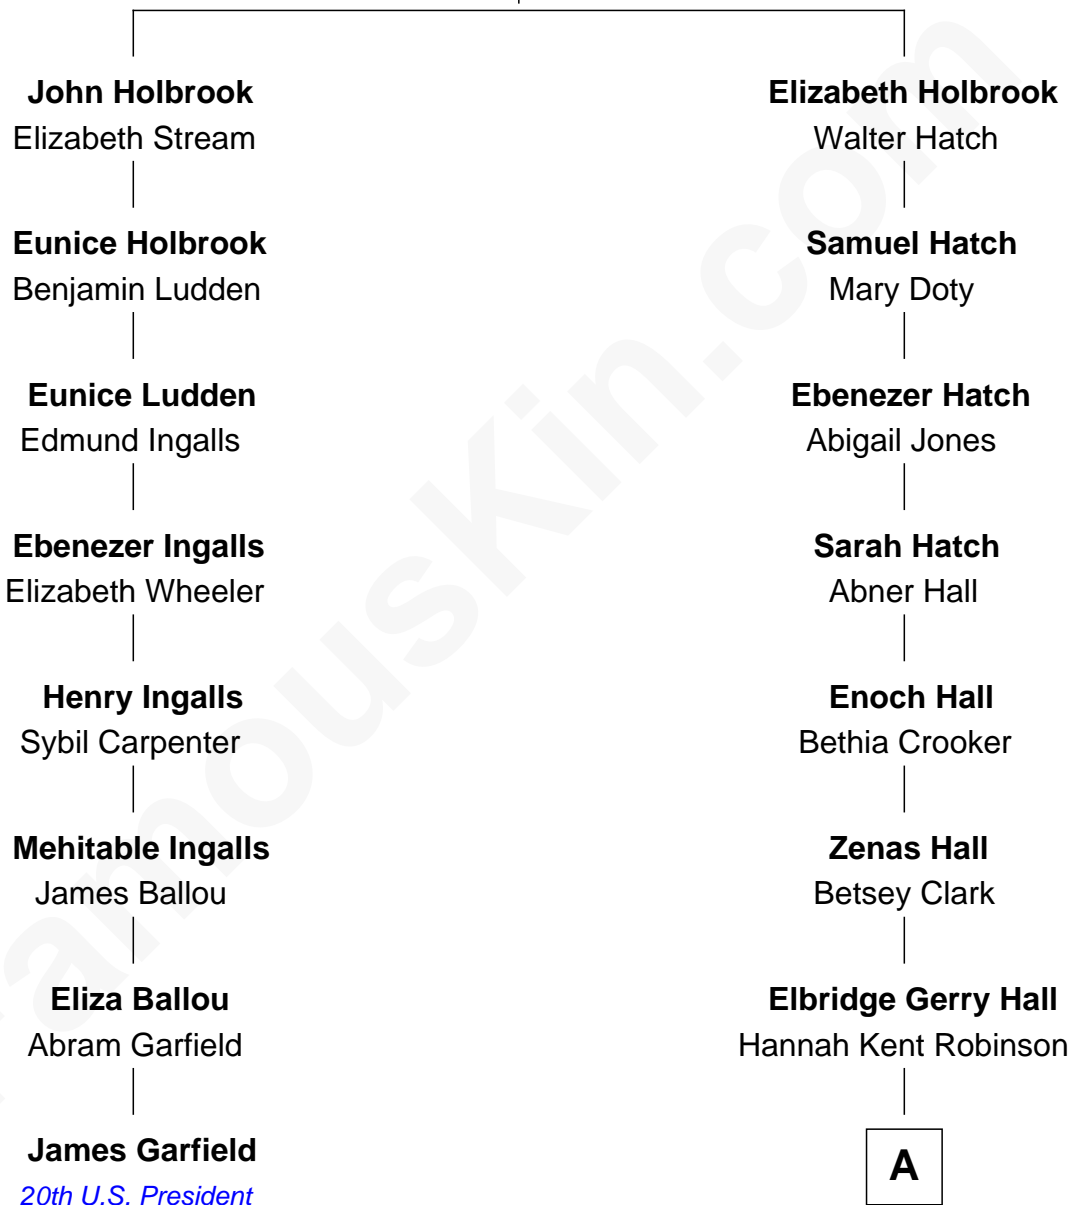 John Holbrook
Elizabeth Stream
Eunice Holbrook
Benjamin Ludden
Eunice Ludden
Edmund Ingalls
Ebenezer Ingalls
Elizabeth Wheeler
Henry Ingalls
Sybil Carpenter
Mehitable Ingalls
James Ballou
Eliza Ballou
Abram Garfield
James Garfield
20th U.S. President
Elizabeth Holbrook
Walter Hatch
Samuel Hatch
Mary Doty
Ebenezer Hatch
Abigail Jones
Sarah Hatch
Abner Hall
Enoch Hall
Bethia Crooker
Zenas Hall
Betsey Clark
Elbridge Gerry Hall
Hannah Kent Robinson
A
FamousKin.com